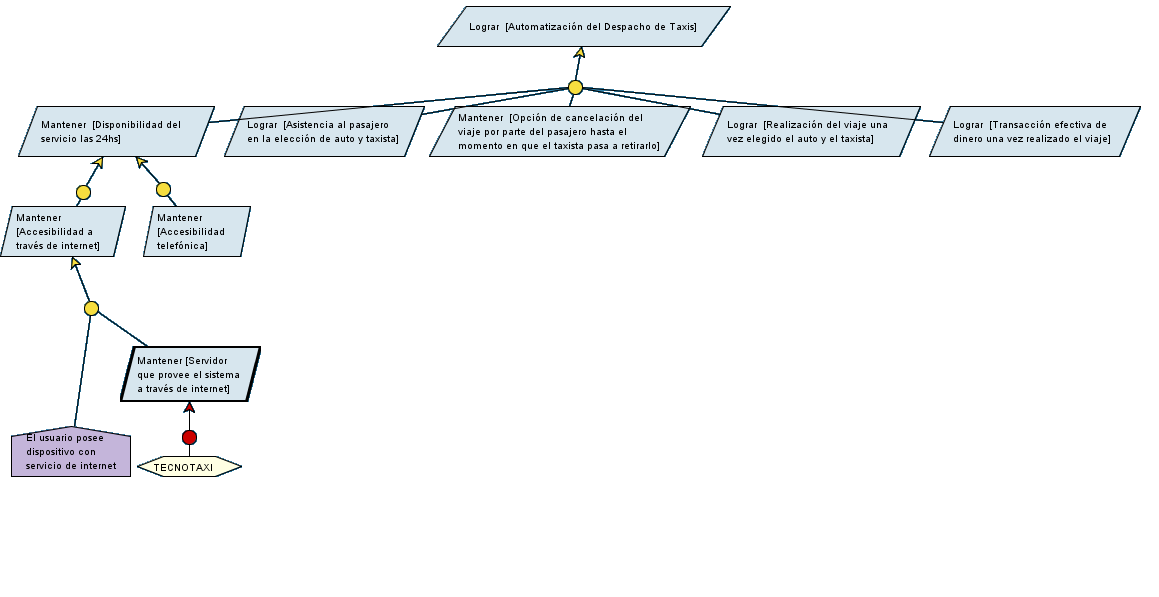 Lograr [Automatización del Despacho de Taxis]
Mantener [Disponibilidad del
servicio las 24hs]
Lograr [Asistencia al pasajero
en la elección de auto y taxista]
Mantener [Opción de cancelación del
viaje por parte del pasajero hasta el
momento en que el taxista pasa a retirarlo]
Lograr [Realización del viaje una
vez elegido el auto y el taxista]
Lograr [Transacción efectiva de
dinero una vez realizado el viaje]
Mantener
[Accesibilidad a
través de internet]
Mantener
[Accesibilidad
telefónica]
Mantener [Servidor
que provee el sistema
a través de internet]
El usuario posee
dispositivo con
servicio de internet
TECNOTAXI